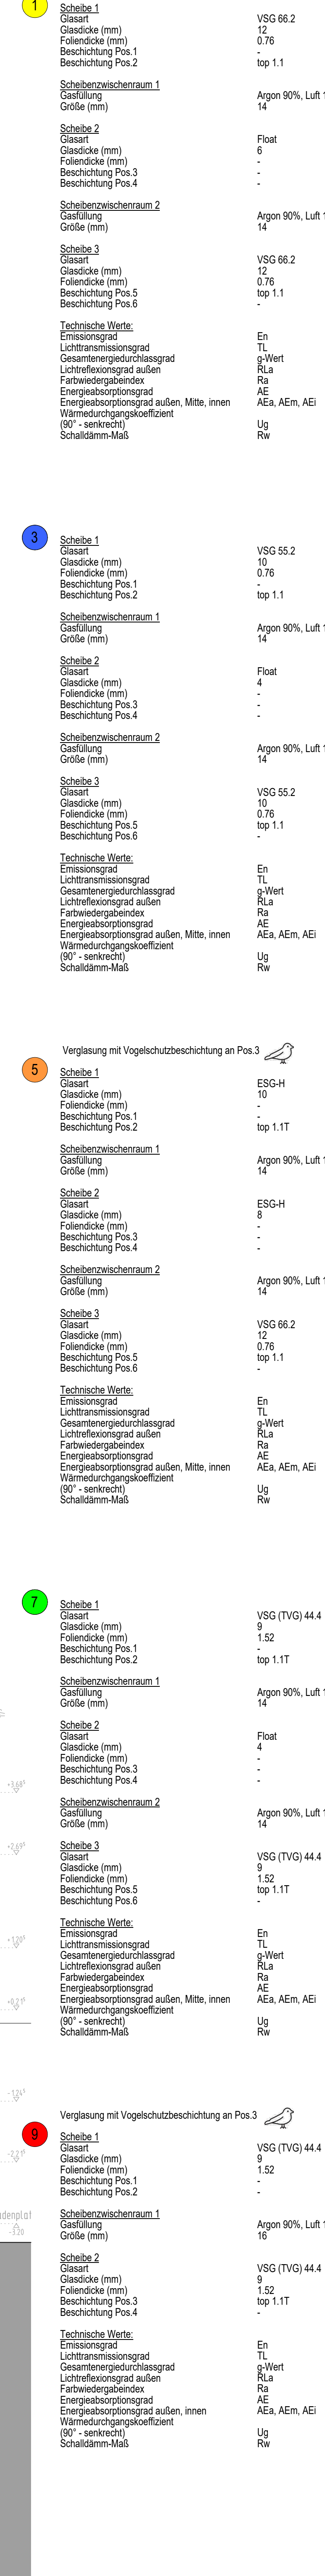 1
Scheibe 1
Glasart VSG 66.2
Glasdicke (mm) 12
Foliendicke (mm) 0.76
Beschichtung Pos.1 -
Beschichtung Pos.2 top 1.1
Scheibenzwischenraum 1
Gasfüllung Argon 90%, Luft 1
Größe (mm) 14
Scheibe 2
Glasart Float
Glasdicke (mm) 6
Foliendicke (mm) -
Beschichtung Pos.3 -
Beschichtung Pos.4 -
Scheibenzwischenraum 2
Gasfüllung Argon 90%, Luft 1
Größe (mm) 14
Scheibe 3
Glasart VSG 66.2
Glasdicke (mm) 12
Foliendicke (mm) 0.76
Beschichtung Pos.5 top 1.1
Beschichtung Pos.6 -
Technische Werte:
Emissionsgrad En
Lichttransmissionsgrad TL
Gesamtenergiedurchlassgrad g-Wert
Lichtreflexionsgrad außen RLa
Farbwiedergabeindex Ra
Energieabsorptionsgrad AE
Energieabsorptionsgrad außen, Mitte, innen AEa, AEm, AEi
Wärmedurchgangskoeffizient
(90° - senkrecht) Ug
Schalldämm-Maß Rw
3
Scheibe 1
Glasart VSG 55.2
Glasdicke (mm) 10
Foliendicke (mm) 0.76
Beschichtung Pos.1 -
Beschichtung Pos.2 top 1.1
Scheibenzwischenraum 1
Gasfüllung Argon 90%, Luft 1
Größe (mm) 14
Scheibe 2
Glasart Float
Glasdicke (mm) 4
Foliendicke (mm) -
Beschichtung Pos.3 -
Beschichtung Pos.4 -
Scheibenzwischenraum 2
Gasfüllung Argon 90%, Luft 1
Größe (mm) 14
Scheibe 3
Glasart VSG 55.2
Glasdicke (mm) 10
Foliendicke (mm) 0.76
Beschichtung Pos.5 top 1.1
Beschichtung Pos.6 -
Technische Werte:
Emissionsgrad En
Lichttransmissionsgrad TL
Gesamtenergiedurchlassgrad g-Wert
Lichtreflexionsgrad außen RLa
Farbwiedergabeindex Ra
Energieabsorptionsgrad AE
Energieabsorptionsgrad außen, Mitte, innen AEa, AEm, AEi
Wärmedurchgangskoeffizient
(90° - senkrecht) Ug
Schalldämm-Maß Rw
Verglasung mit Vogelschutzbeschichtung an Pos.3
5
Scheibe 1
Glasart ESG-H
Glasdicke (mm) 10
Foliendicke (mm) -
Beschichtung Pos.1 -
Beschichtung Pos.2 top 1.1T
Scheibenzwischenraum 1
Gasfüllung Argon 90%, Luft 1
Größe (mm) 14
Scheibe 2
Glasart ESG-H
Glasdicke (mm) 8
Foliendicke (mm) -
Beschichtung Pos.3 -
Beschichtung Pos.4 -
Scheibenzwischenraum 2
Gasfüllung Argon 90%, Luft 1
Größe (mm) 14
Scheibe 3
Glasart VSG 66.2
Glasdicke (mm) 12
Foliendicke (mm) 0.76
Beschichtung Pos.5 top 1.1
Beschichtung Pos.6 -
Technische Werte:
Emissionsgrad En
Lichttransmissionsgrad TL
Gesamtenergiedurchlassgrad g-Wert
Lichtreflexionsgrad außen RLa
Farbwiedergabeindex Ra
Energieabsorptionsgrad AE
Energieabsorptionsgrad außen, Mitte, innen AEa, AEm, AEi
Wärmedurchgangskoeffizient
(90° - senkrecht) Ug
Schalldämm-Maß Rw
7
Scheibe 1
Glasart VSG (TVG) 44.4
Glasdicke (mm) 9
Foliendicke (mm) 1.52
Beschichtung Pos.1 -
Beschichtung Pos.2 top 1.1T
Scheibenzwischenraum 1
Gasfüllung Argon 90%, Luft 1
Größe (mm) 14
Scheibe 2
Glasart Float
Glasdicke (mm) 4
Foliendicke (mm) -
Beschichtung Pos.3 -
Beschichtung Pos.4 -
+3.68⁵
Scheibenzwischenraum 2
Gasfüllung Argon 90%, Luft 1
Größe (mm) 14
Scheibe 3
+2.69⁵
Glasart VSG (TVG) 44.4
Glasdicke (mm) 9
Foliendicke (mm) 1.52
Beschichtung Pos.5 top 1.1T
Beschichtung Pos.6 -
Technische Werte:
Emissionsgrad En
+1.20⁵
Lichttransmissionsgrad TL
Gesamtenergiedurchlassgrad g-Wert
Lichtreflexionsgrad außen RLa
Farbwiedergabeindex Ra
Energieabsorptionsgrad AE
Energieabsorptionsgrad außen, Mitte, innen AEa, AEm, AEi
+0.21⁵
Wärmedurchgangskoeffizient
(90° - senkrecht) Ug
Schalldämm-Maß Rw
-1.24⁵
Verglasung mit Vogelschutzbeschichtung an Pos.3
9
Scheibe 1
Glasart VSG (TVG) 44.4
-2.23⁵
Glasdicke (mm) 9
Foliendicke (mm) 1.52
Beschichtung Pos.1 -
Beschichtung Pos.2 -
Scheibenzwischenraum 1
denplat
Gasfüllung Argon 90%, Luft 1
-3.20
Größe (mm) 16
Scheibe 2
Glasart VSG (TVG) 44.4
Glasdicke (mm) 9
Foliendicke (mm) 1.52
Beschichtung Pos.3 top 1.1T
Beschichtung Pos.4 -
Technische Werte:
Emissionsgrad En
Lichttransmissionsgrad TL
Gesamtenergiedurchlassgrad g-Wert
Lichtreflexionsgrad außen RLa
Farbwiedergabeindex Ra
Energieabsorptionsgrad AE
Energieabsorptionsgrad außen, innen AEa, AEm, AEi
Wärmedurchgangskoeffizient
(90° - senkrecht) Ug
Schalldämm-Maß Rw